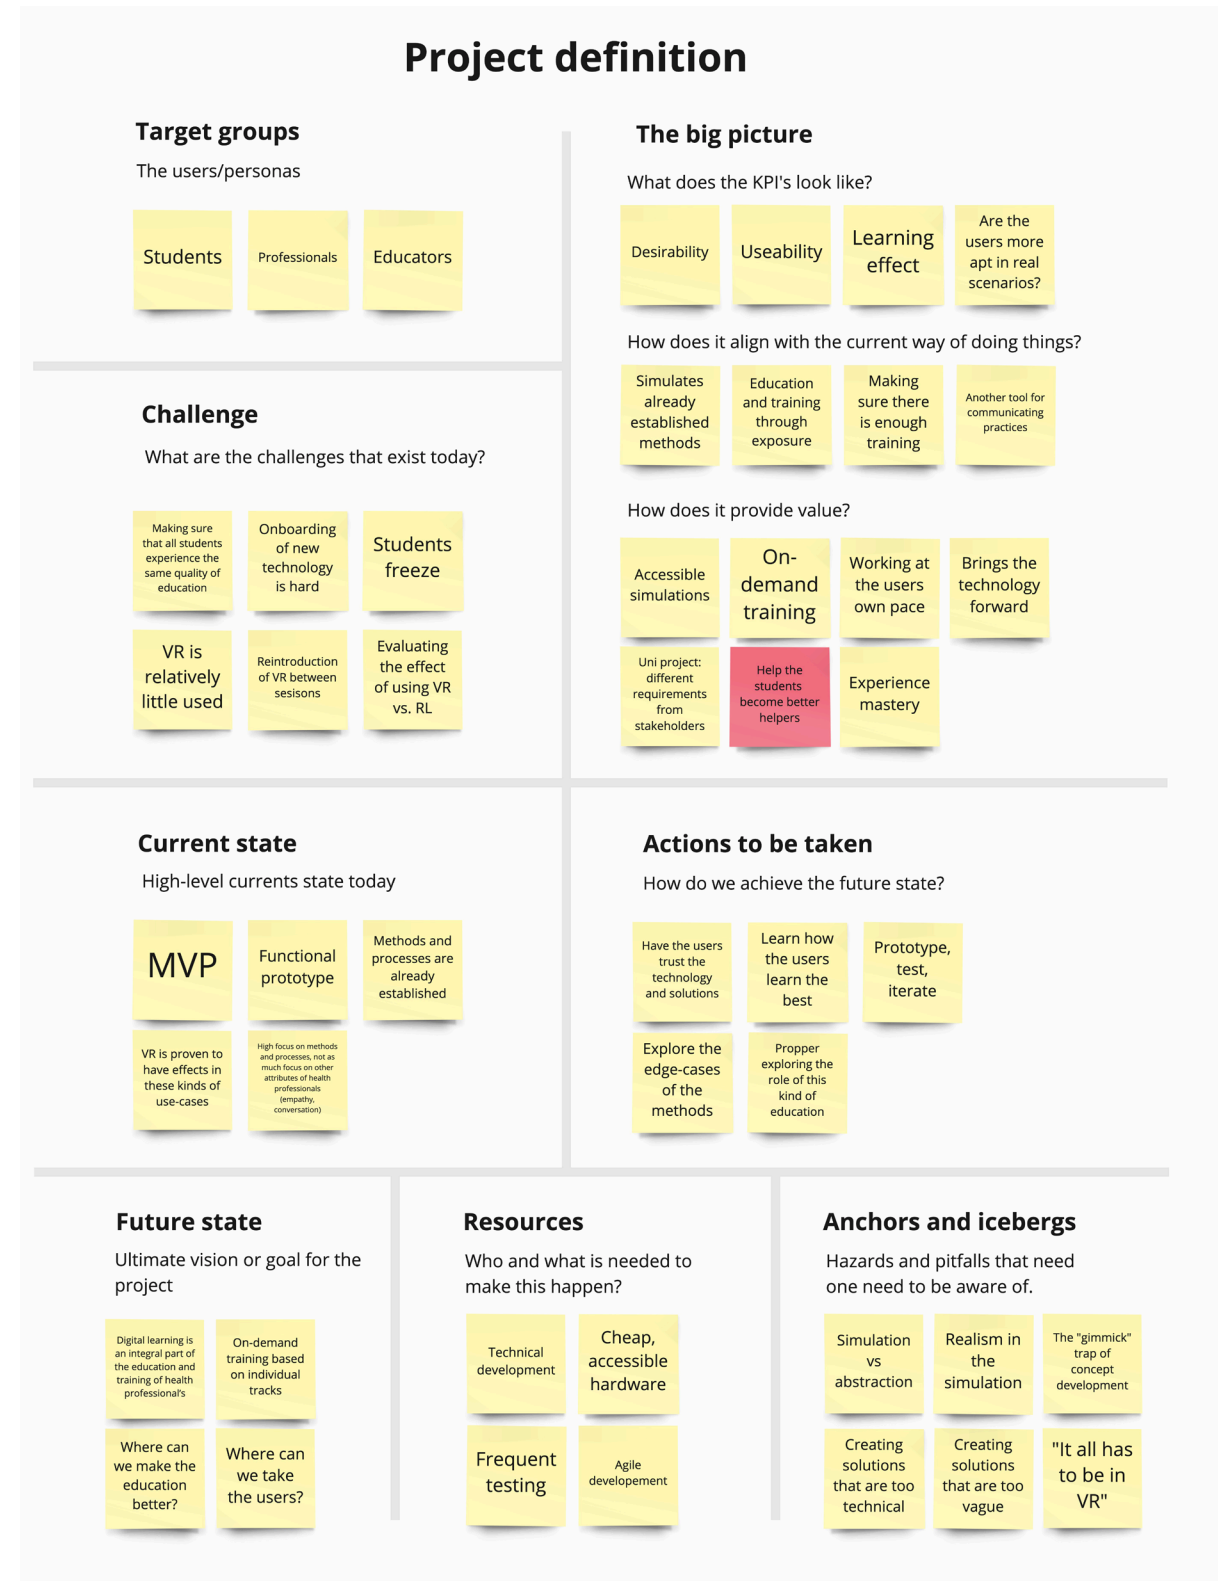 Project definition
Target groups
The users/personas
Students
Professionals
Educators
The big picture
What does the KPI's look like?
Desirability
Useability
Learning
effect
Are the
users more
apt in real
scenarios?
How does it align with the current way of doing things?
Simulates
already
established
methods
Education
and training
through
exposure
Making
sure there
is enough
training
Another tool for
communicating
practices
How does it provide value?
Accessible
simulations
On-
demand
training
Working at
the users
own pace
Brings the
technology
forward
Uni project:
different
requirements
from
stakeholders
Help the
students
become better
helpers
Experience
mastery
Challenge
What are the challenges that exist today?
Making sure
that all students
experience the
same quality of
education
Onboarding
of new
technology
is hard
Students
freeze
VR is
relatively
little used
Reintroduction
of VR between
sesisons
Evaluating
the effect
of using VR
vs. RL
Current state
High-level currents state today
MVP
Functional
prototype
Methods and
processes are
already
established
VR is proven to
have effects in
these kinds of
use-cases
High focus on methods
and processes, not as
much focus on other
attributes of health
professionals
(empathy,
conversation)
Actions to be taken
How do we achieve the future state?
Have the users
trust the
technology
and solutions
Learn how
the users
learn the
best
Prototype,
test,
iterate
Explore the
edge-cases
of the
methods
Propper
exploring the
role of this
kind of
education
Future state
Ultimate vision or goal for the
project
Digital learning is
an integral part of
the education and
training of health
professional's
On-demand
training based
on individual
tracks
Where can
we make the
education
better?
Where can
we take
the users?
Resources
Who and what is needed to
make this happen?
Technical
development
Cheap,
accessible
hardware
Frequent
testing
Agile
developement
Anchors and icebergs
Hazards and pitfalls that need
one need to be aware of.
Simulation
vs
abstraction
Realism in
the
simulation
The "gimmick"
trap of
concept
development
Creating
solutions
that are too
technical
Creating
solutions
that are too
vague
"It all has
to be in
VR"